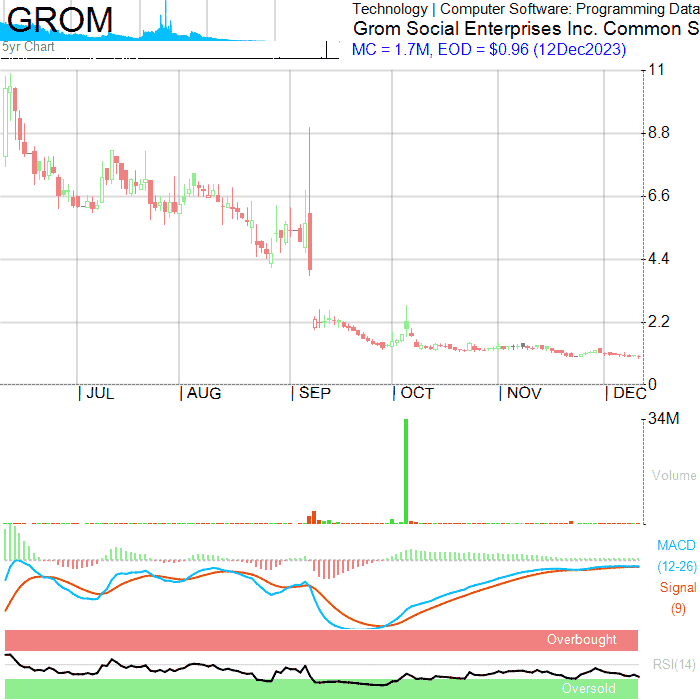 GROM
5yr Chart
Technology | Computer Software: Programming Data
Grom Social Enterprises Inc. Common S
MC = 1.7M, EOD = $0.96 (12Dec2023)
11
8.8
6.6
4.4
2.2
0
| JUL | AUG | SEP | OCT | NOV | DEC
34M
Volume
MACD
(12-26)
Signal
(9)
Overbought
RSI(14)
Oversold